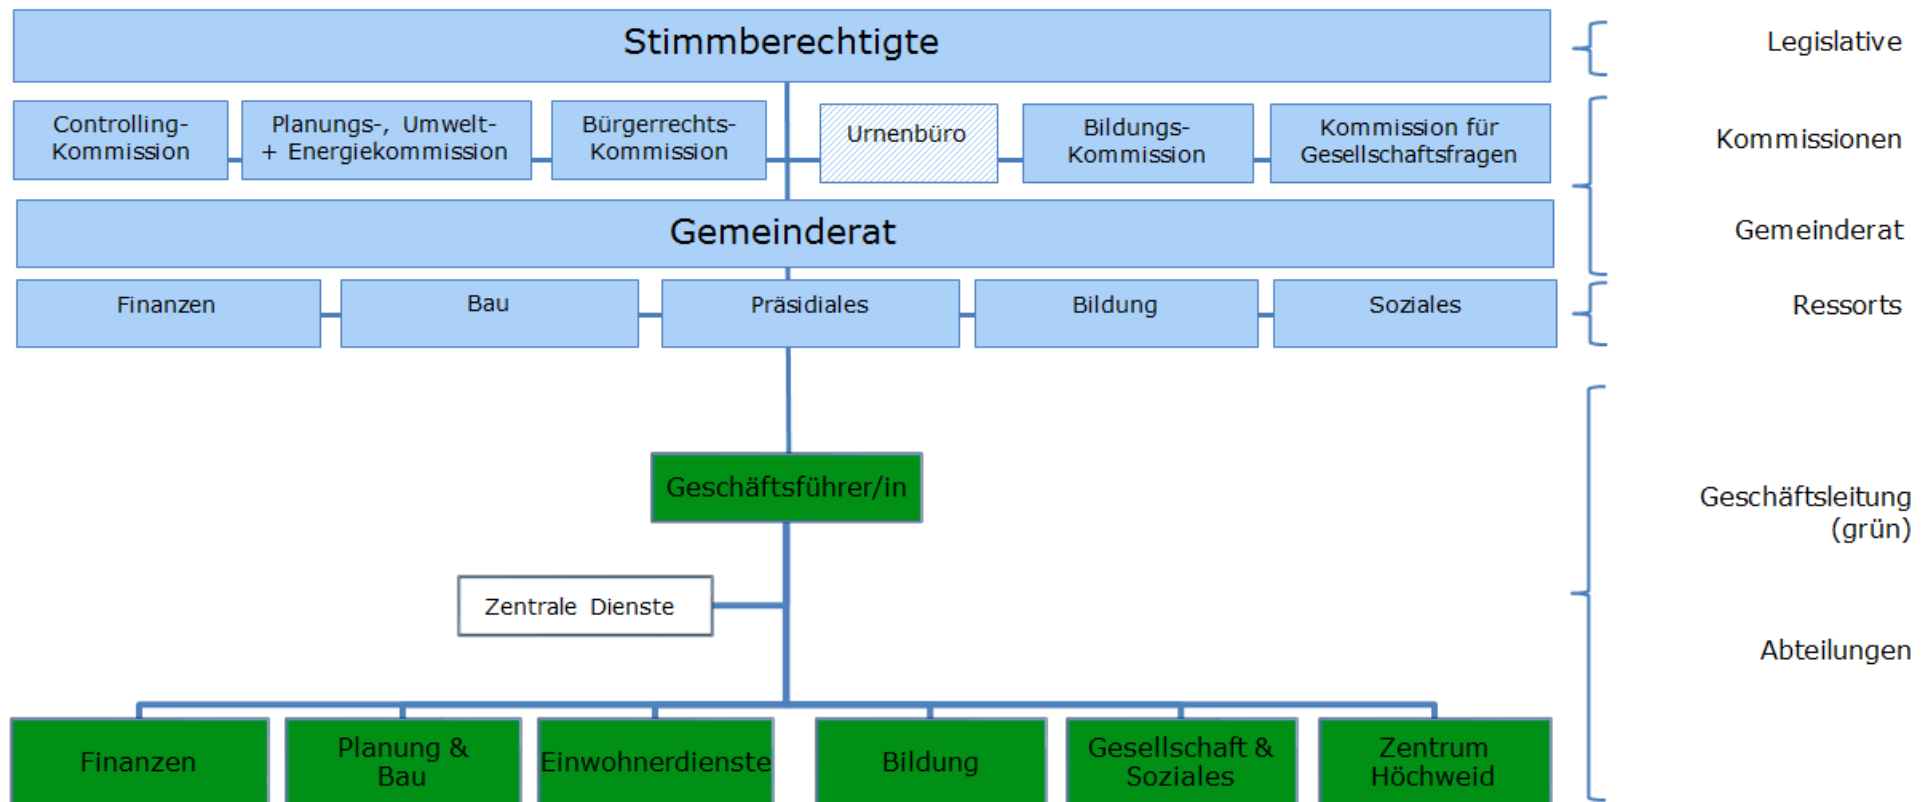 Stimmberechtigte
Legislative
Controlling-
Kommission
Planungs-, Umwelt-
+ Energiekommission
Bürgerrechts-
Kommission
Urnenbüro
Bildungs-
Kommission
Kommission für
Gesellschaftsfragen
Kommissionen
Gemeinderat
Gemeinderat
Finanzen
Bau
Präsidiales
Bildung
Soziales
Ressorts
Geschäftsführer/in
Geschäftsleitung
(grün)
Zentrale Dienste
Abteilungen
Finanzen
Planung &
Bau
Einwohnerdienste
Bildung
Gesellschaft &
Soziales
Zentrum
Höchweid